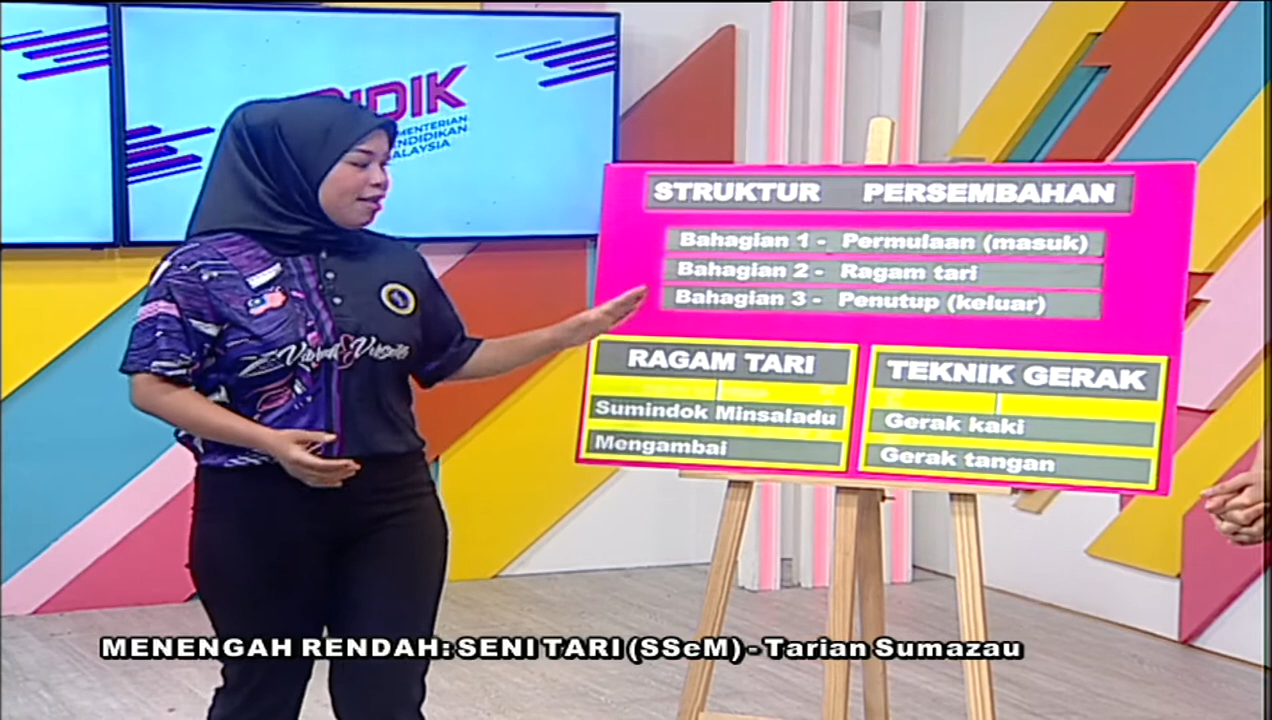 DIDIK
KEMENTERIAN
PENDIDIKAN
MALAYSIA
STRUKTUR PERSEMBAHAN
Bahagian 1 - Permulaan (masuk)
Bahagian 2 - Ragam tari
Bahagian 3 - Penutup (keluar)
RAGAM TARI
Sumindok Minsaladu
Mengambai
TEKNIK GERAK
Gerak kaki
Gerak tangan
MENENGAH RENDAH: SENI TARI (SSeM) - Tarian Sumazau